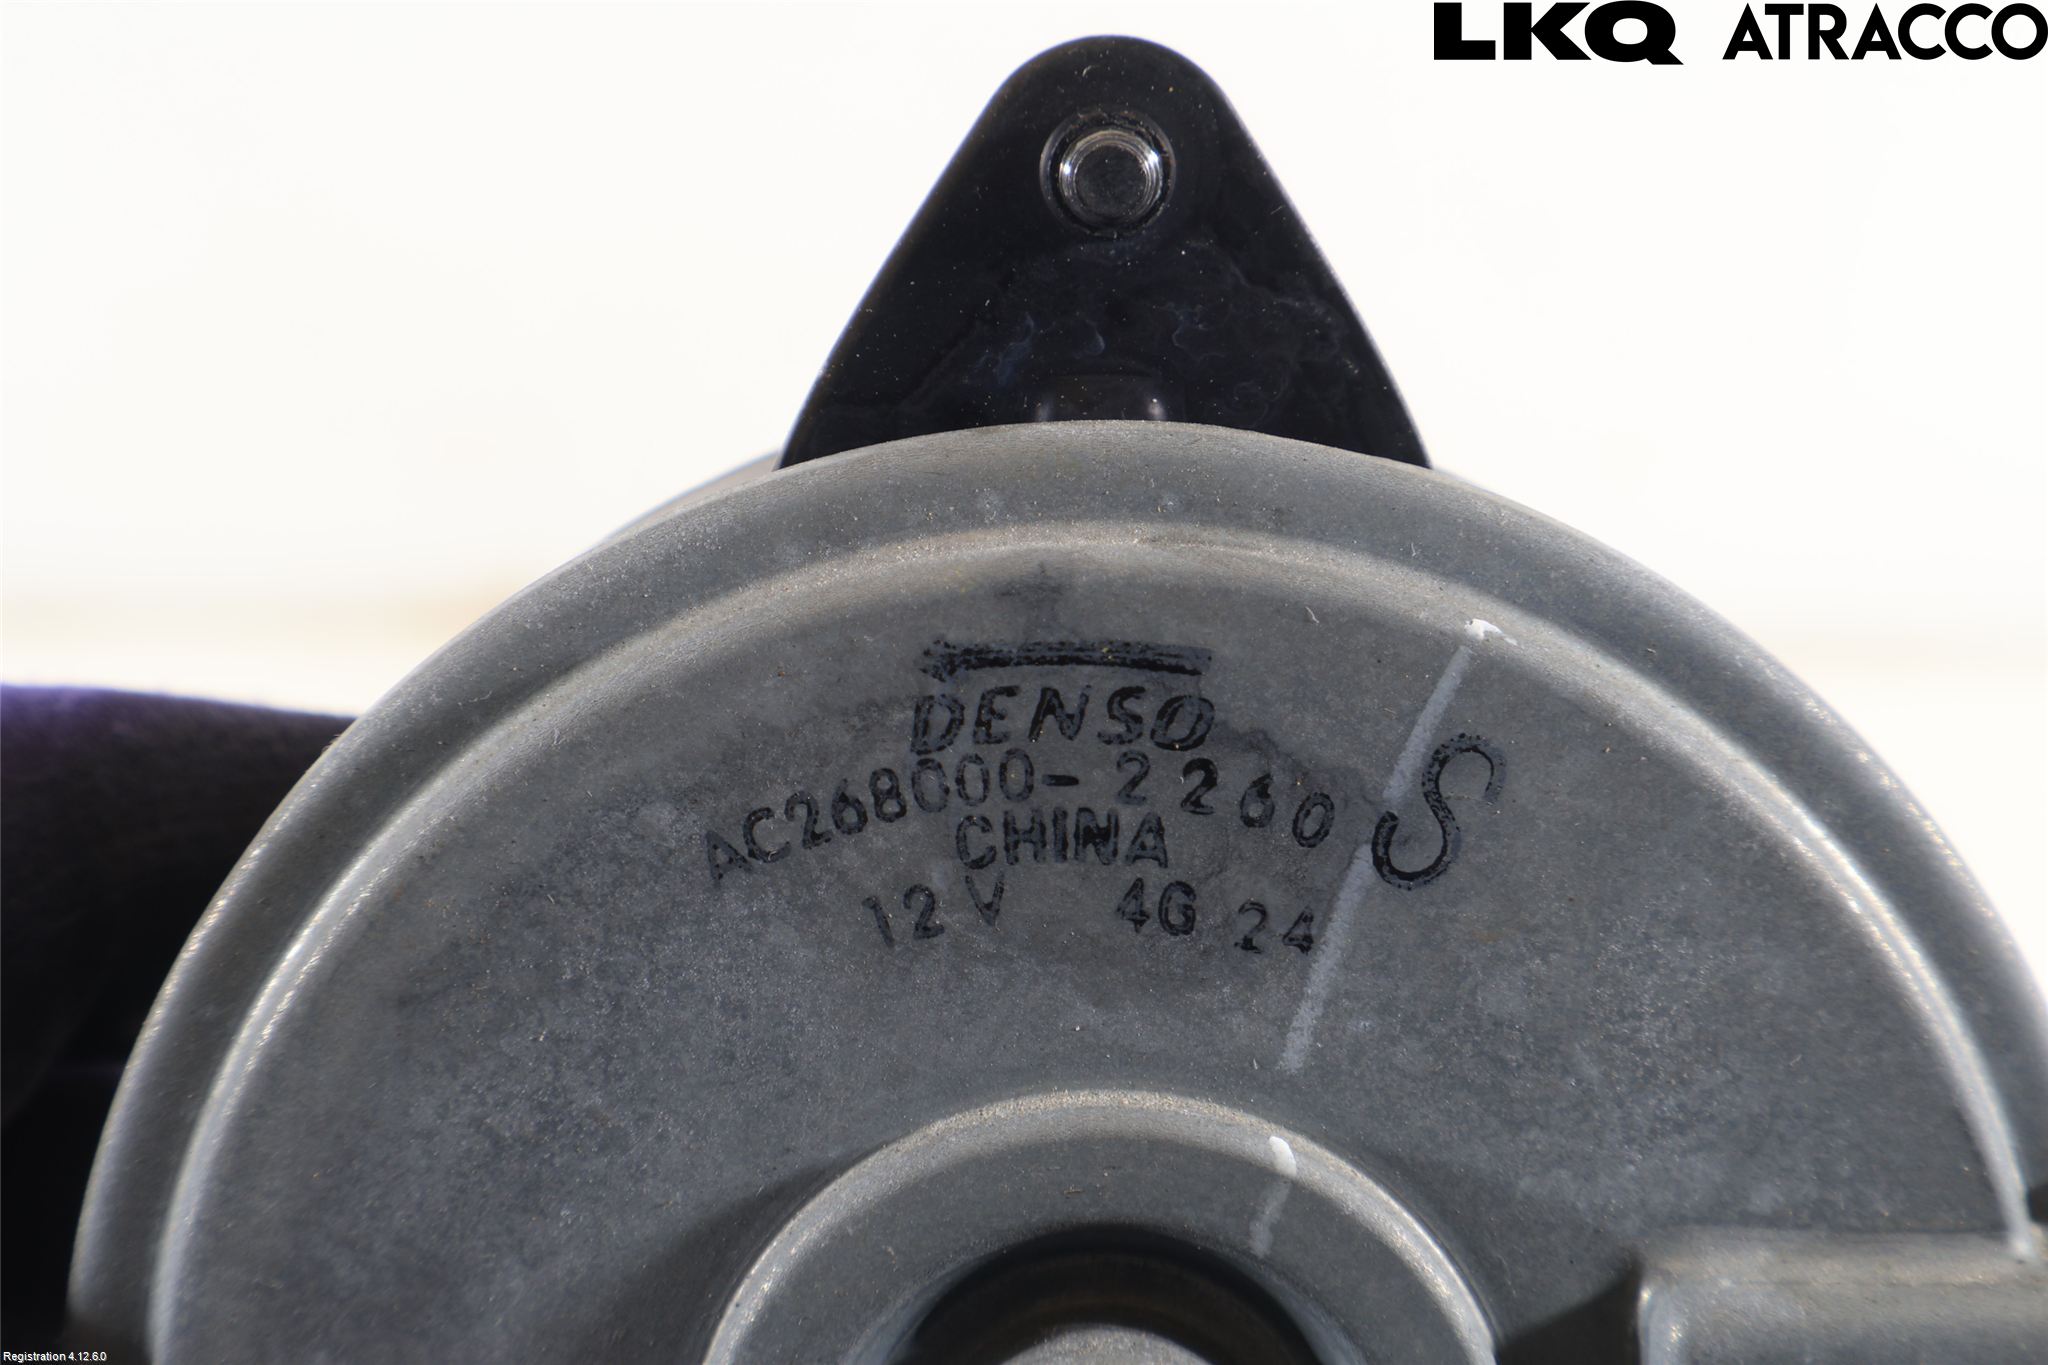 LKQ ATRACCO
DENSO
AC268000-2260 S
CHINA
12V 4G 24
Registration 4.12.6.0